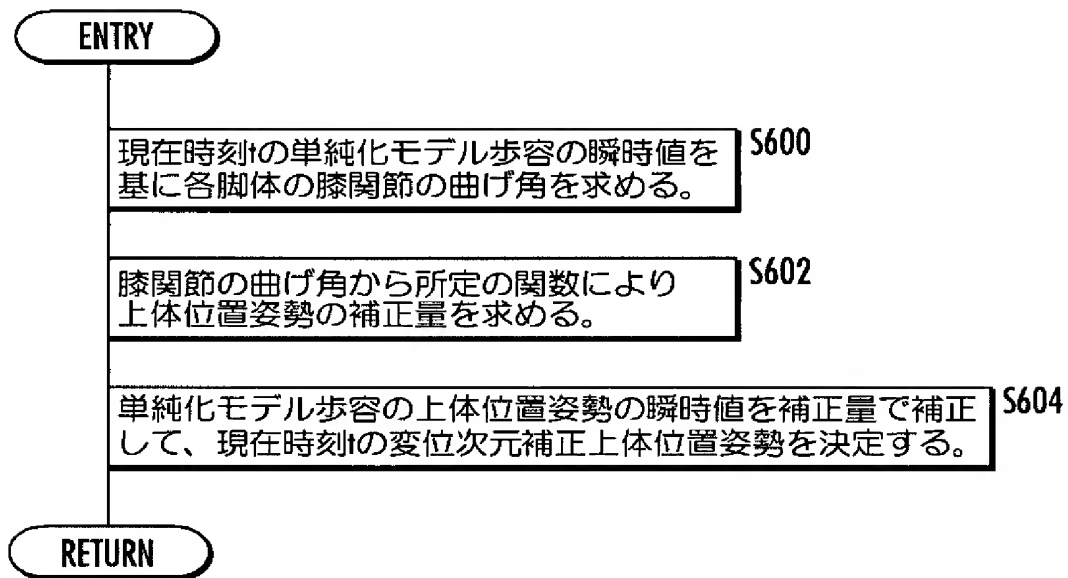 ENTRY
現在時刻tの単純化モデル歩容の瞬時値を
基に各脚体の膝関節の曲げ角を求める。
S600
膝関節の曲げ角から所定の関数により
上体位置姿勢の補正量を求める。
S602
単純化モデル歩容の上体位置姿勢の瞬時値を補正量で補正
して、現在時刻tの変位次元補正上体位置姿勢を決定する。
S604
RETURN